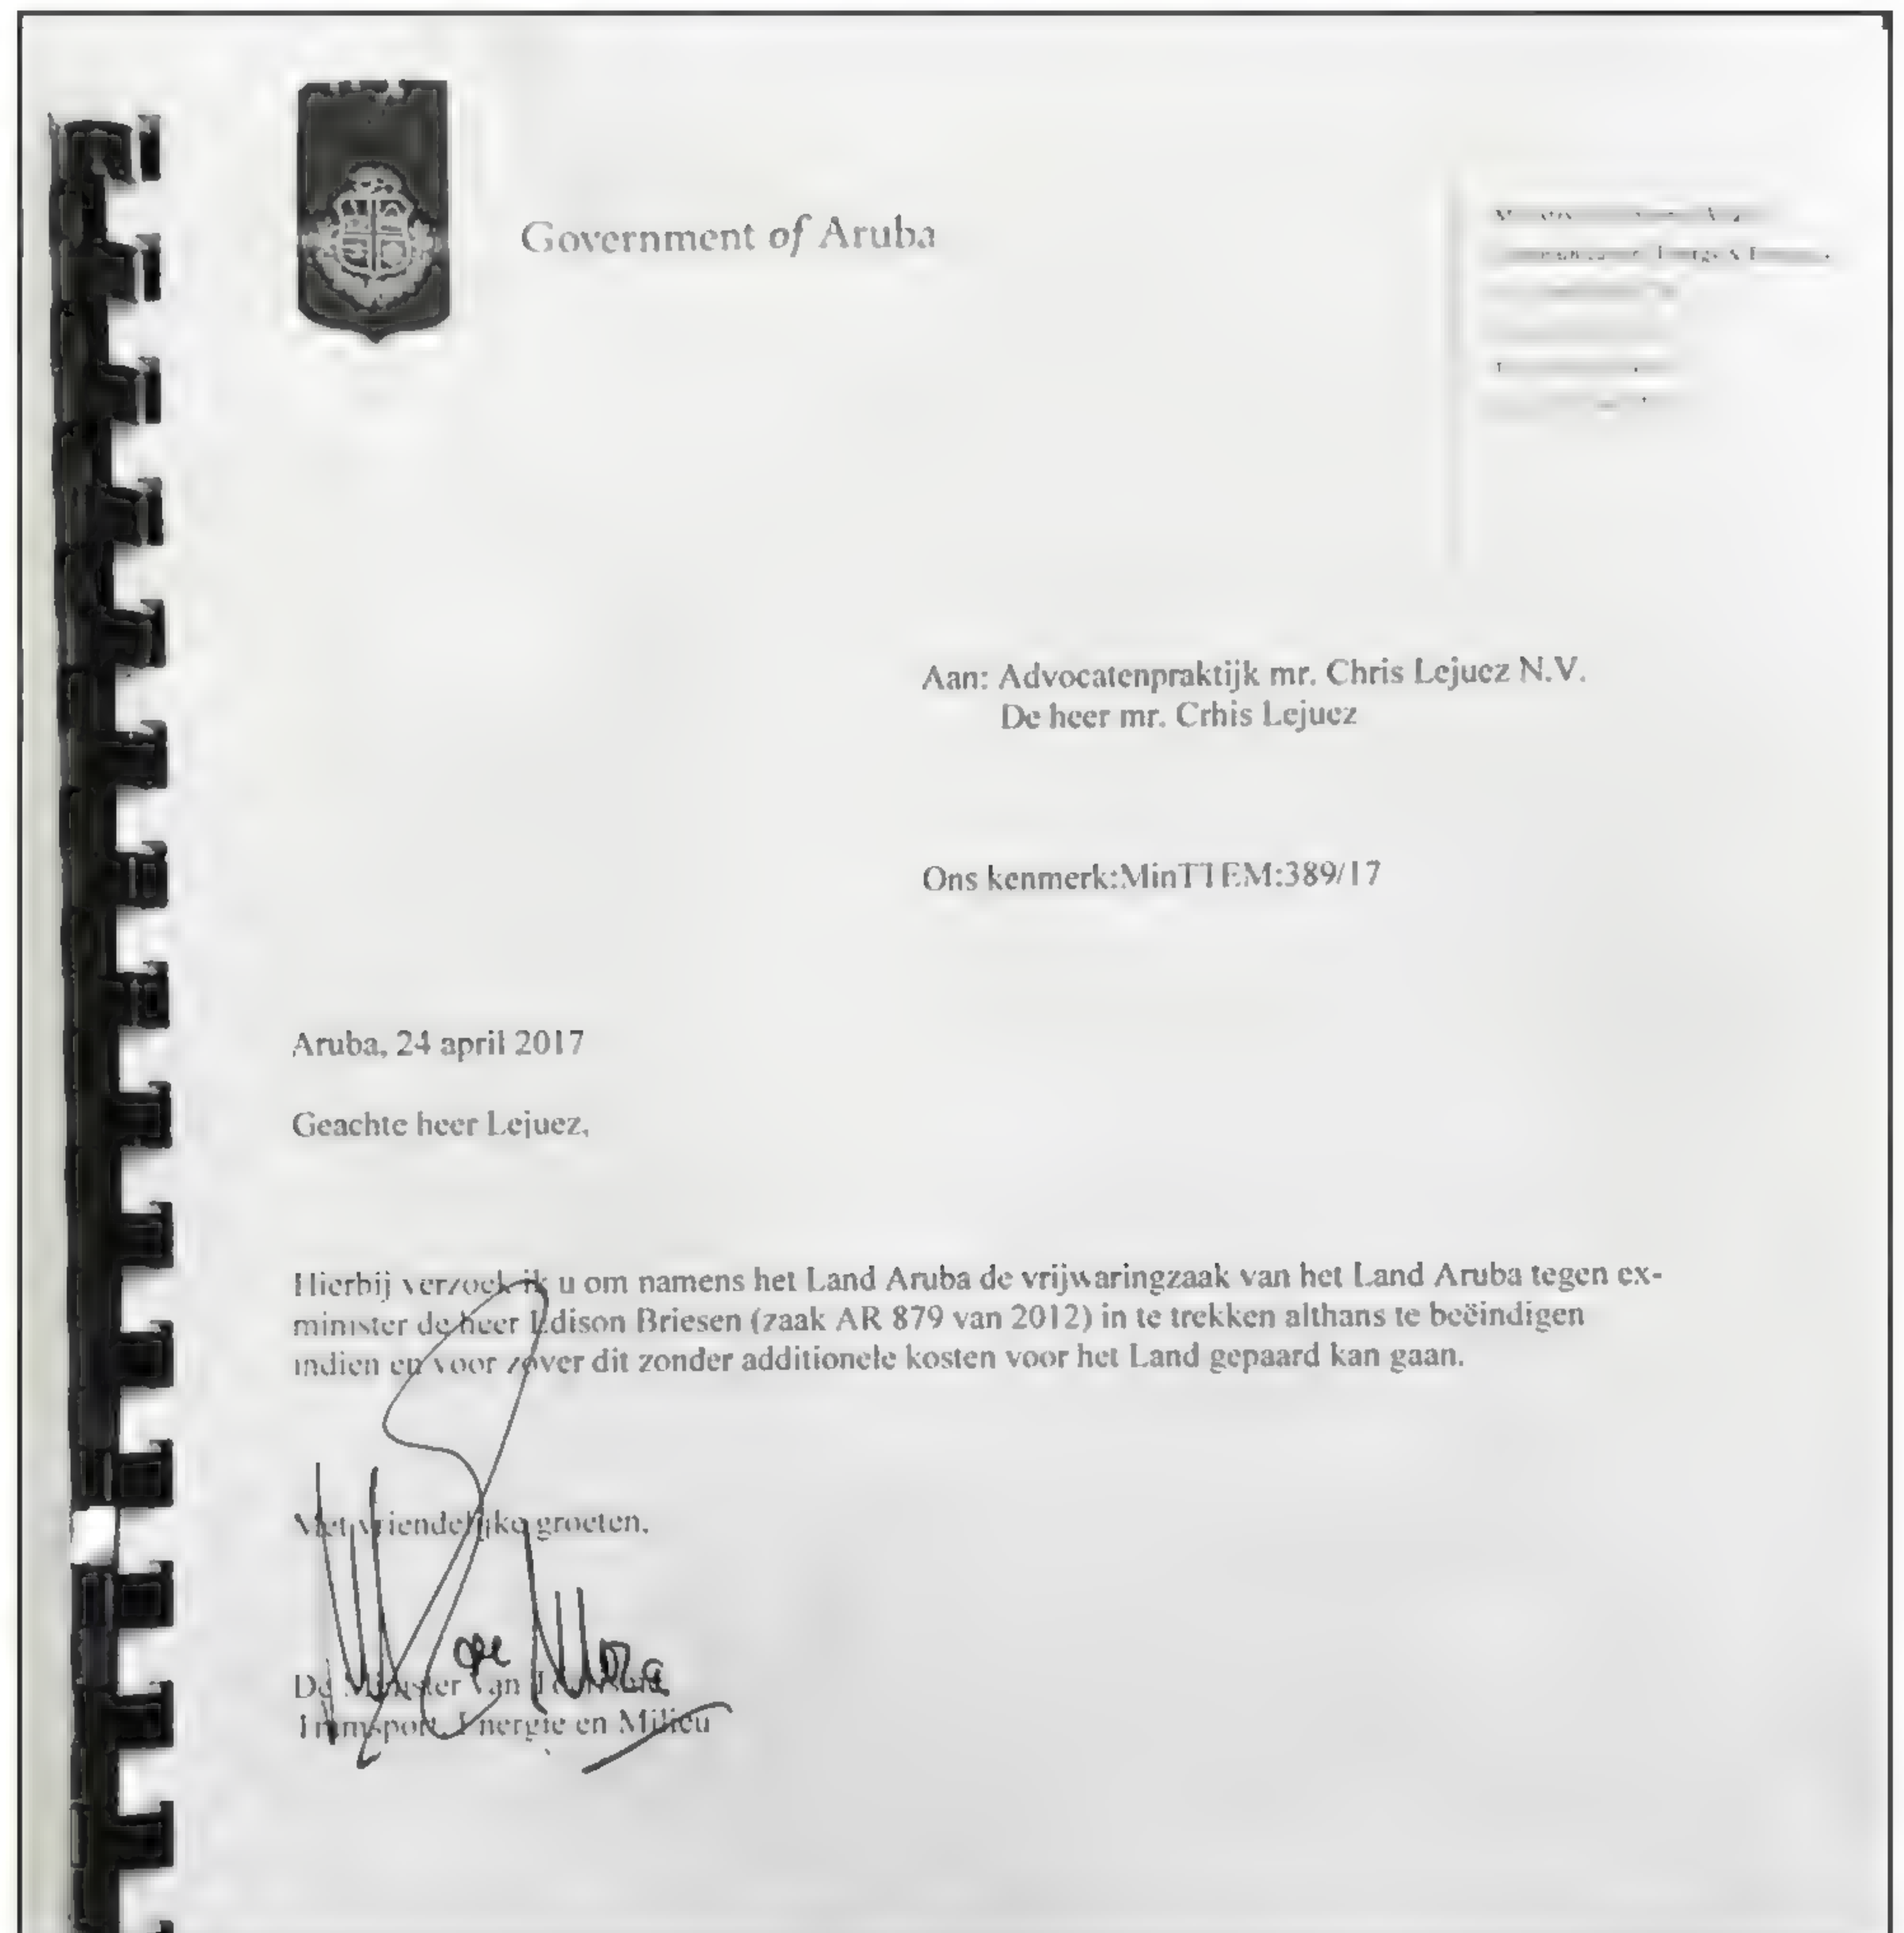 Government of Aruba
Aan: Advocatenpraktijk mr. Chris Lejuez N.V.
De heer mr. Crhis Lejuez
Ons kenmerk:MinTTEM:389/17
Aruba, 24 april 2017
Geachte heer Lejuez,
Hierbij verzoek ik u om namens het Land Aruba de vrijwaringzaak van het Land Aruba tegen ex-
minister de heer Edison Briesen (zaak AR 879 van 2012) in te trekken althans te beëindigen
indien en voor zover dit zonder additionele kosten voor het Land gepaard kan gaan.
Met vriendelijke groeten,
De Minister van
Transport, Energie en Milieu